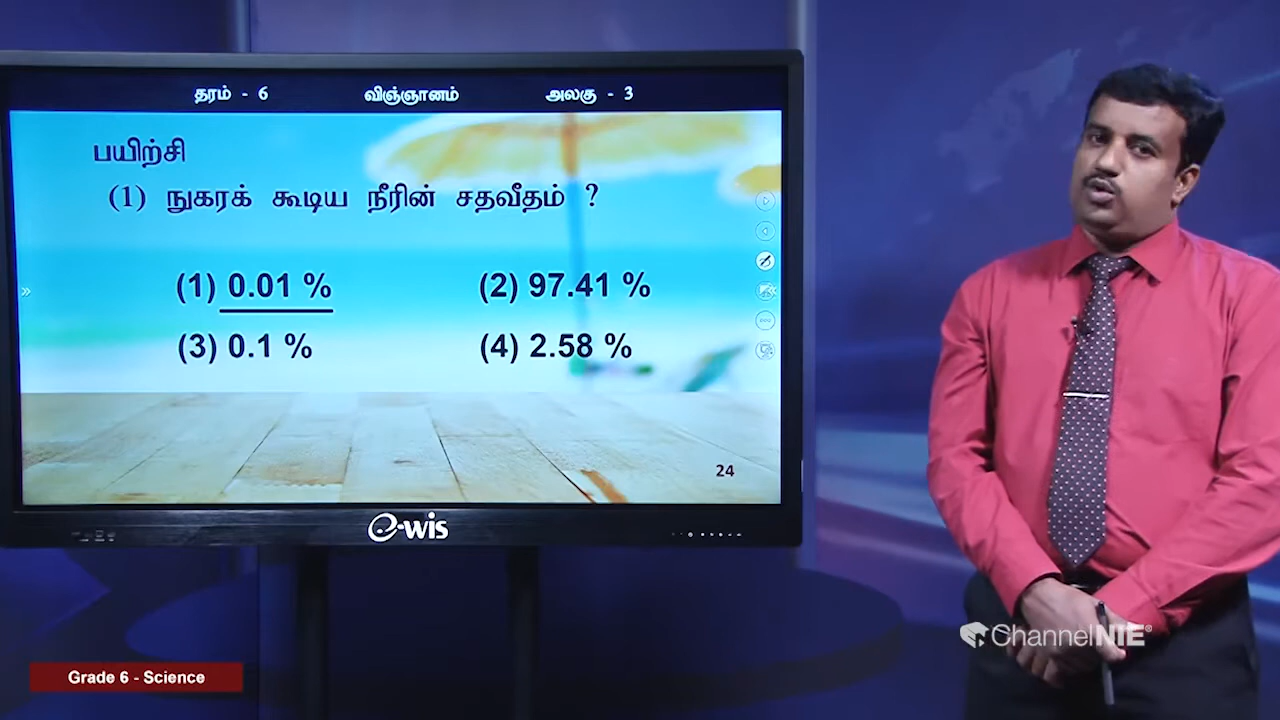 தரம் - 6 விஞ்ஞானம் அலகு - 3
பயிற்சி
(1) நுகரக் கூடிய நீரின் சதவீதம் ?
(1) 0.01 % (2) 97.41 %
(3) 0.1 % (4) 2.58 %
24
e-wis
ChannelNIE
Grade 6 - Science